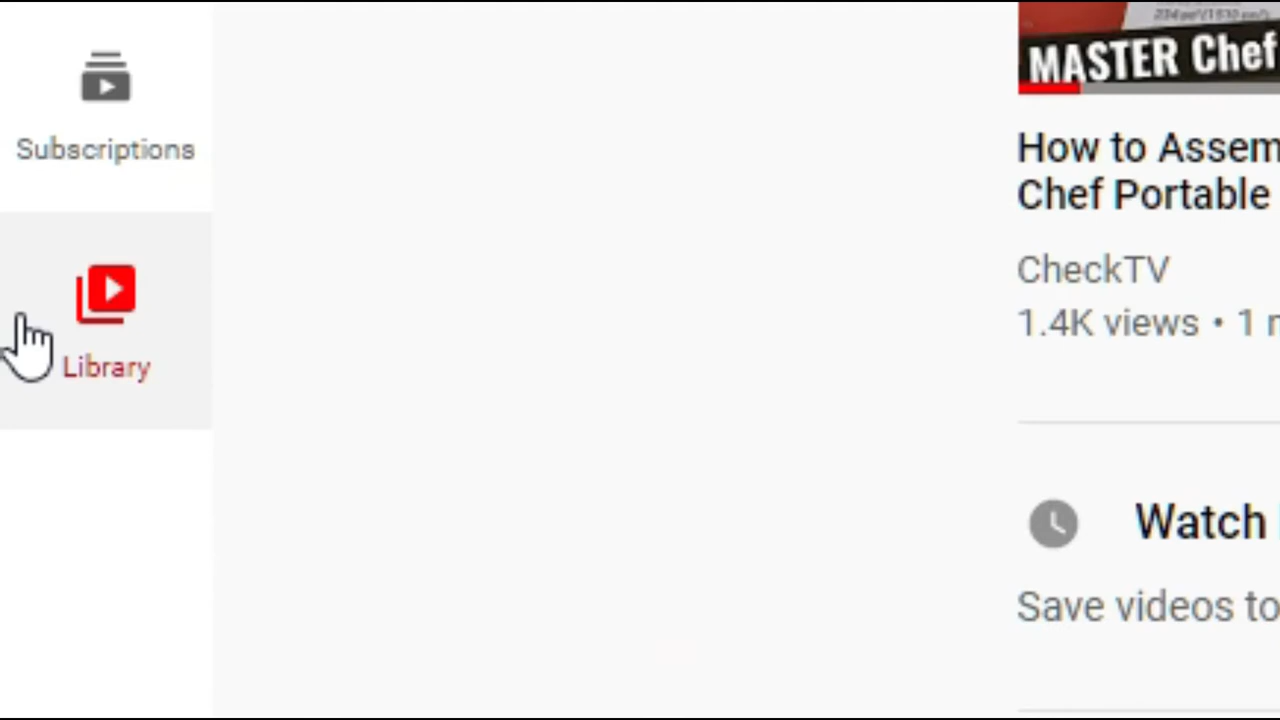 Subscriptions
Library
MASTER Chef
How to Assem
Chef Portable
CheckTV
1.4K views • 1
Watch
Save videos to